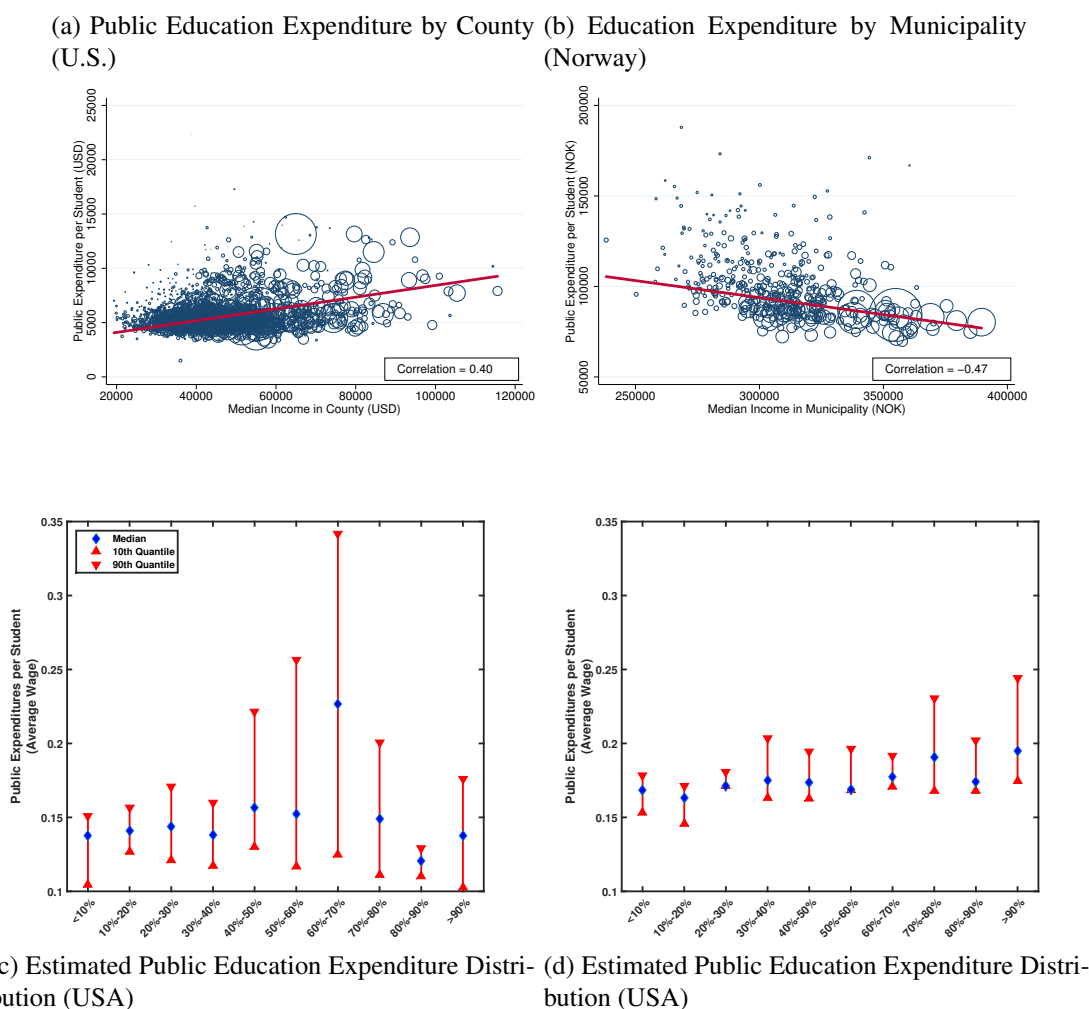 (a) Public Education Expenditure by County
(U.S.)
(b) Education Expenditure by Municipality
(Norway)
Public Expenditure per Student (USD)
25000
20000
15000
10000
5000
0
Correlation = 0.40
20000 40000 60000 80000 100000 120000
Median Income in County (USD)
Public Expenditure per Student (NOK)
200000
150000
100000
50000
Correlation = −0.47
250000 300000 350000 400000
Median Income in Municipality (NOK)
Public Expenditures per Student
(Average Wage)
0.35
0.3
0.25
0.2
0.15
0.1
Median
10th Quantile
90th Quantile
<10% 10%-20% 20%-30% 30%-40% 40%-50% 50%-60% 60%-70% 70%-80% 80%-90% >90%
Public Expenditures per Student
(Average Wage)
0.35
0.3
0.25
0.2
0.15
0.1
<10% 10%-20% 20%-30% 30%-40% 40%-50% 50%-60% 60%-70% 70%-80% 80%-90% >90%
c) Estimated Public Education Expenditure Distri-
bution (USA)
(d) Estimated Public Education Expenditure Distri-
bution (USA)